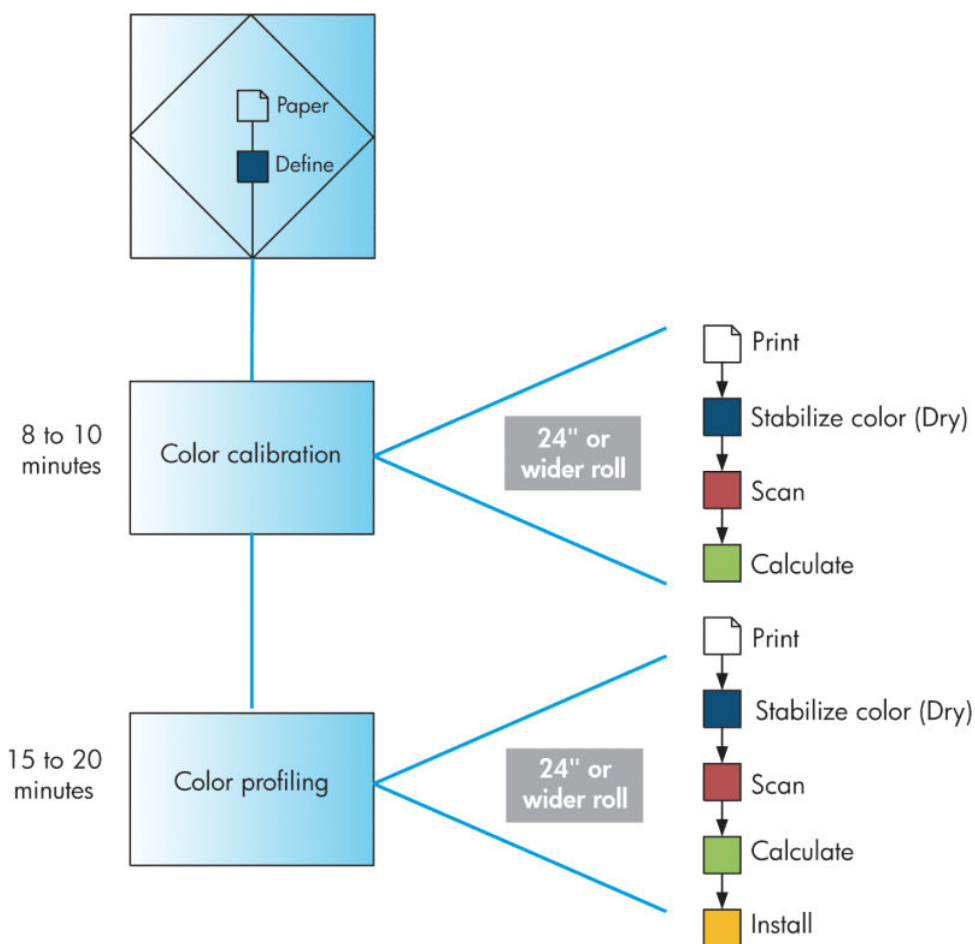 Paper
Define
8 to 10
minutes
Color calibration
24" or
wider roll
Print
Stabilize color (Dry)
Scan
Calculate
15 to 20
minutes
Color profiling
24" or
wider roll
Print
Stabilize color (Dry)
Scan
Calculate
Install